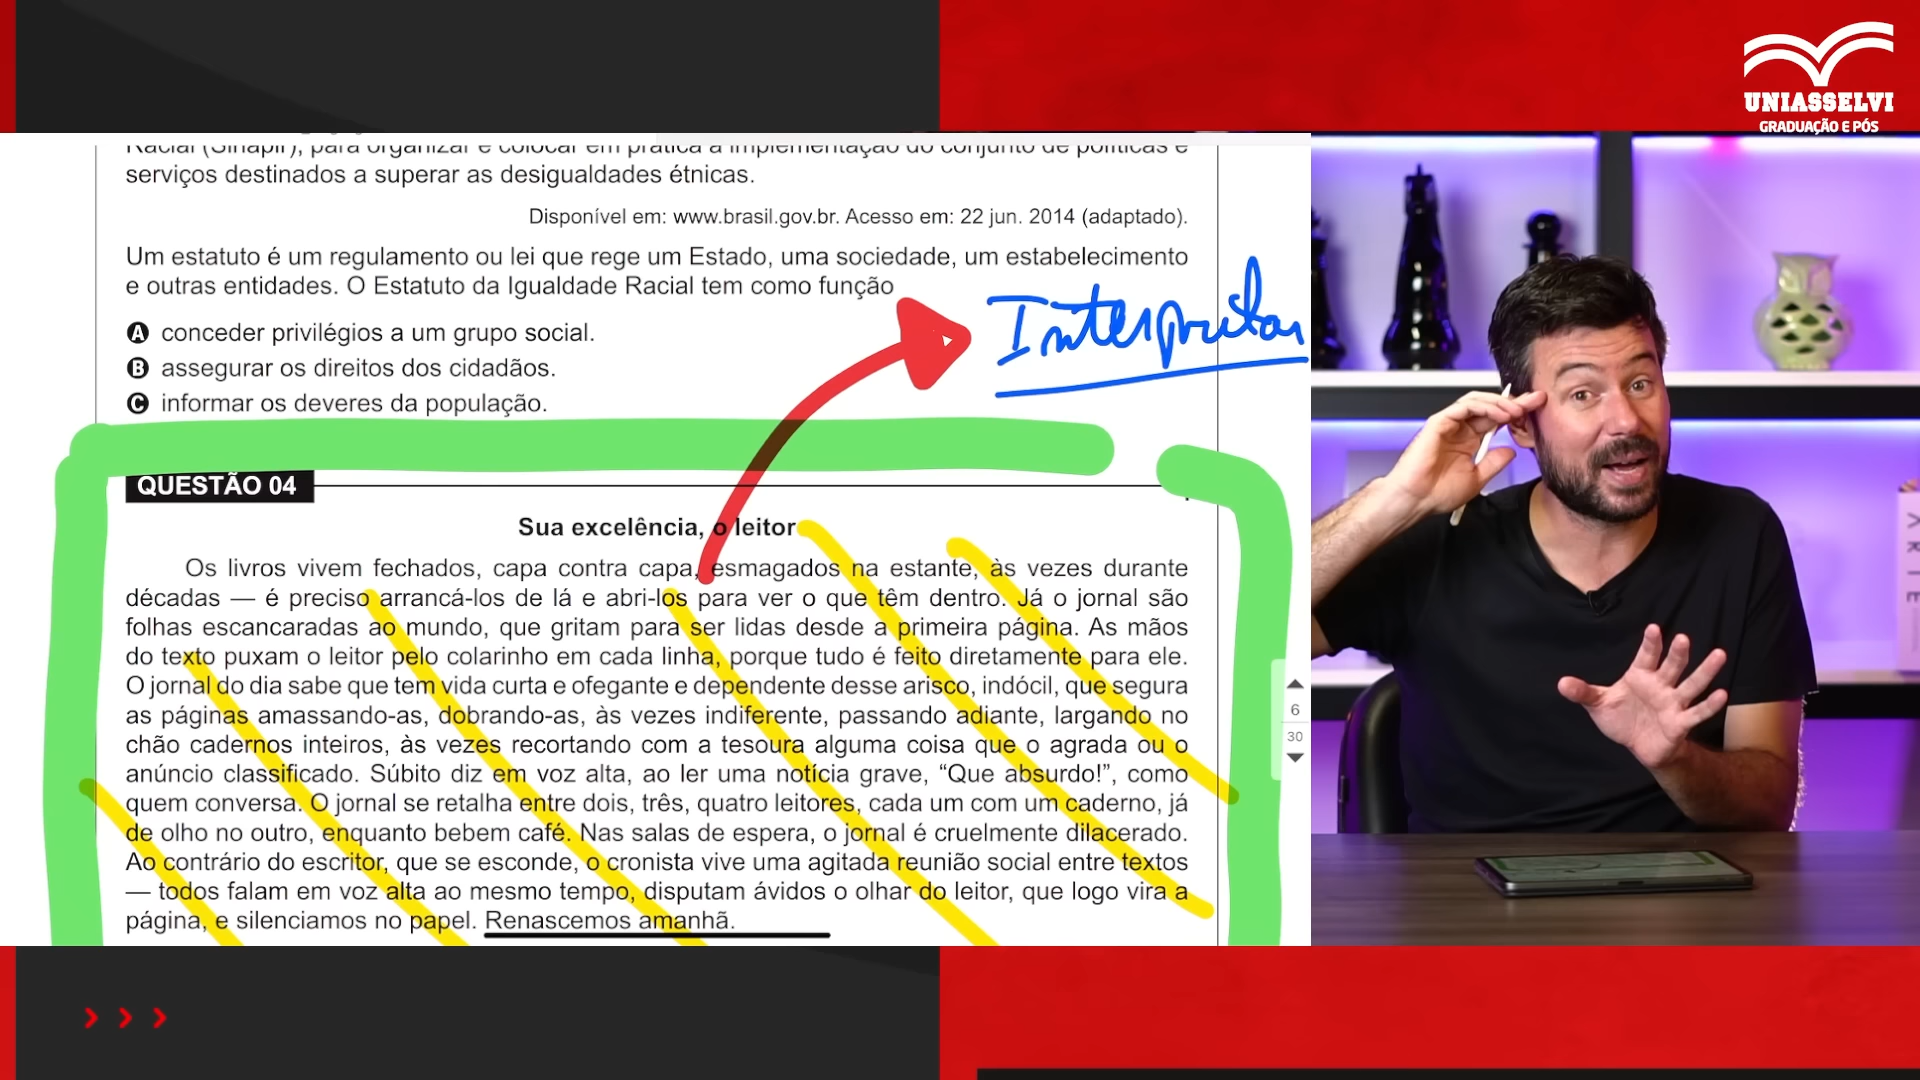 UNIASSELVI
GRADUAÇÃO E PÓS
Racial (Sinapir), para organizar e colocar em prática a implementação do conjunto de políticas e
serviços destinados a superar as desigualdades étnicas.
Disponível em: www.brasil.gov.br. Acesso em: 22 jun. 2014 (adaptado).
Um estatuto é um regulamento ou lei que rege um Estado, uma sociedade, um estabelecimento
e outras entidades. O Estatuto da Igualdade Racial tem como função
A conceder privilégios a um grupo social.
B assegurar os direitos dos cidadãos.
C informar os deveres da população.
Interpretar
QUESTÃO 04
Sua excelência, o leitor
Os livros vivem fechados, capa contra capa, esmagados na estante, às vezes durante
décadas — é preciso arrancá-los de lá e abri-los para ver o que têm dentro. Já o jornal são
folhas escancaradas ao mundo, que gritam para ser lidas desde a primeira página. As mãos
do texto puxam o leitor pelo colarinho em cada linha, porque tudo é feito diretamente para ele.
O jornal do dia sabe que tem vida curta e ofegante e dependente desse arisco, indócil, que segura
as páginas amassando-as, dobrando-as, às vezes indiferente, passando adiante, largando no
chão cadernos inteiros, às vezes recortando com a tesoura alguma coisa que o agrada ou o
anúncio classificado. Súbito diz em voz alta, ao ler uma notícia grave, “Que absurdo!”, como
quem conversa. O jornal se retalha entre dois, três, quatro leitores, cada um com um caderno, já
de olho no outro, enquanto bebem café. Nas salas de espera, o jornal é cruelmente dilacerado.
Ao contrário do escritor, que se esconde, o cronista vive uma agitada reunião social entre textos
— todos falam em voz alta ao mesmo tempo, disputam ávidos o olhar do leitor, que logo vira a
página, e silenciamos no papel. Renascemos amanhã.
6
30